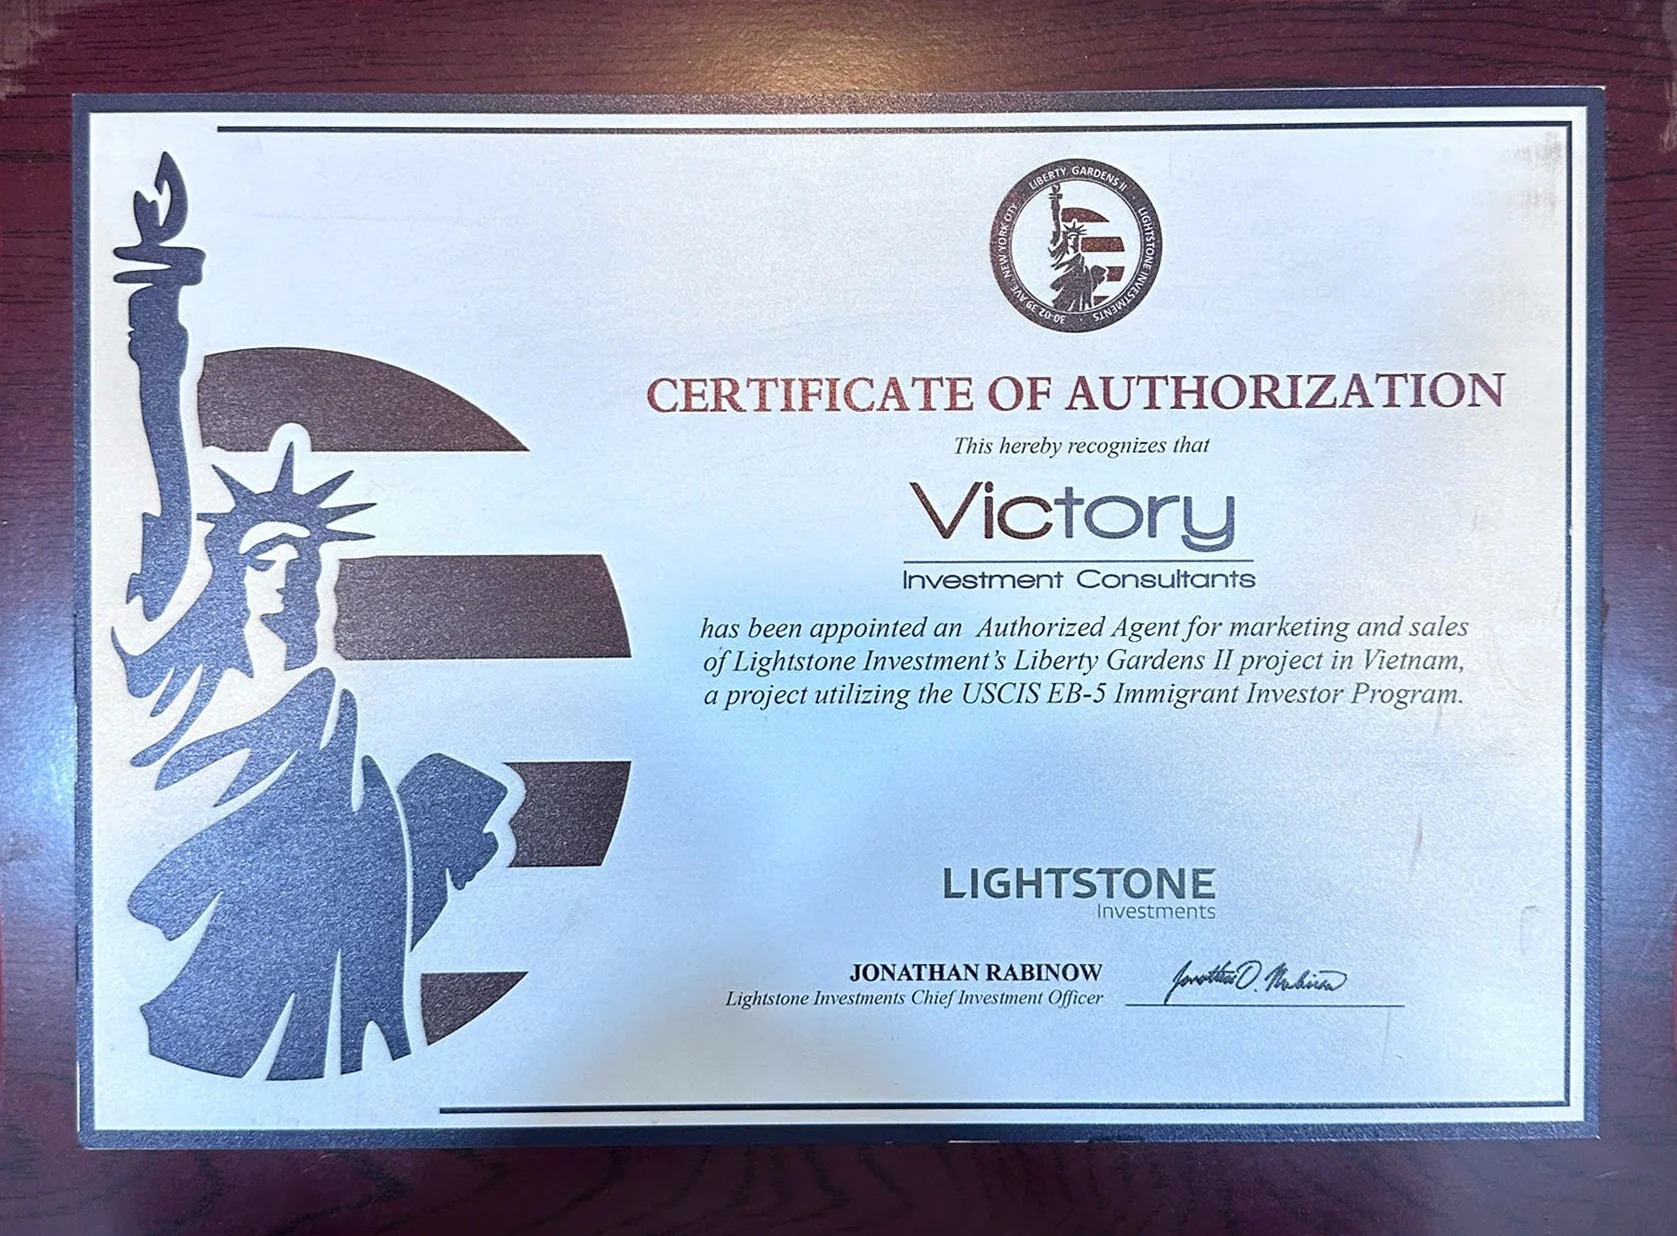 LIBERTY GARDENS II · LIGHTSTONE INVESTMENTS · 30-02 39 AVE, NEW YORK CITY ·
CERTIFICATE OF AUTHORIZATION
This hereby recognizes that
Victory
Investment Consultants
has been appointed an Authorized Agent for marketing and sales
of Lightstone Investment's Liberty Gardens II project in Vietnam,
a project utilizing the USCIS EB-5 Immigrant Investor Program.
LIGHTSTONE
Investments
JONATHAN RABINOW
Lightstone Investments Chief Investment Officer
Jonathan D. Rabinow